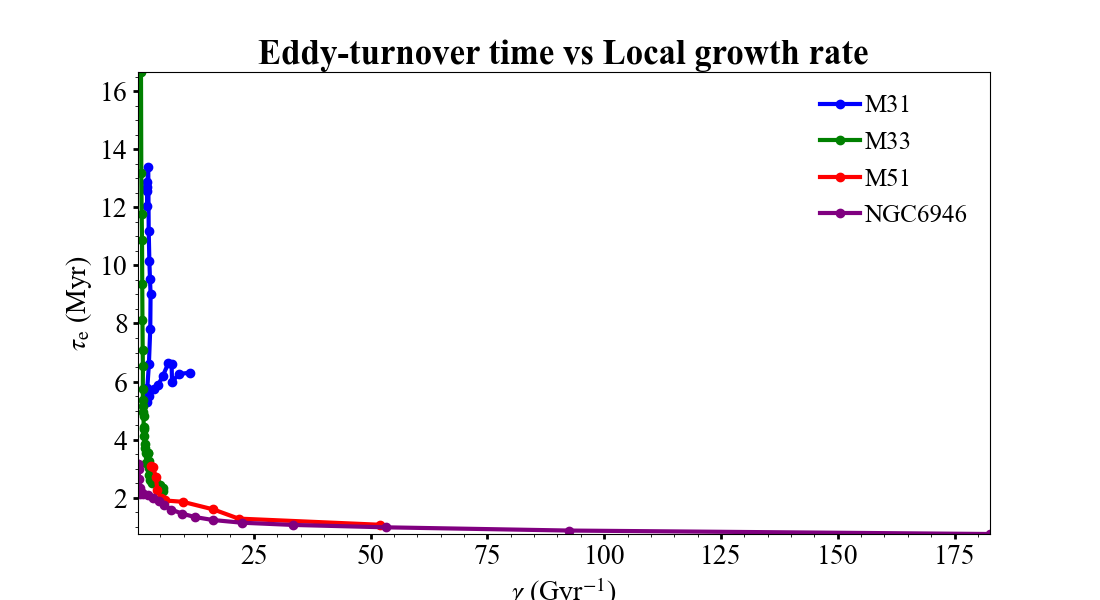 Eddy-turnover time vs Local growth rate
τe (Myr)
16
14
12
10
8
6
4
2
M31
M33
M51
NGC6946
25 50 75 100 125 150 175
γ (Gyr⁻¹)